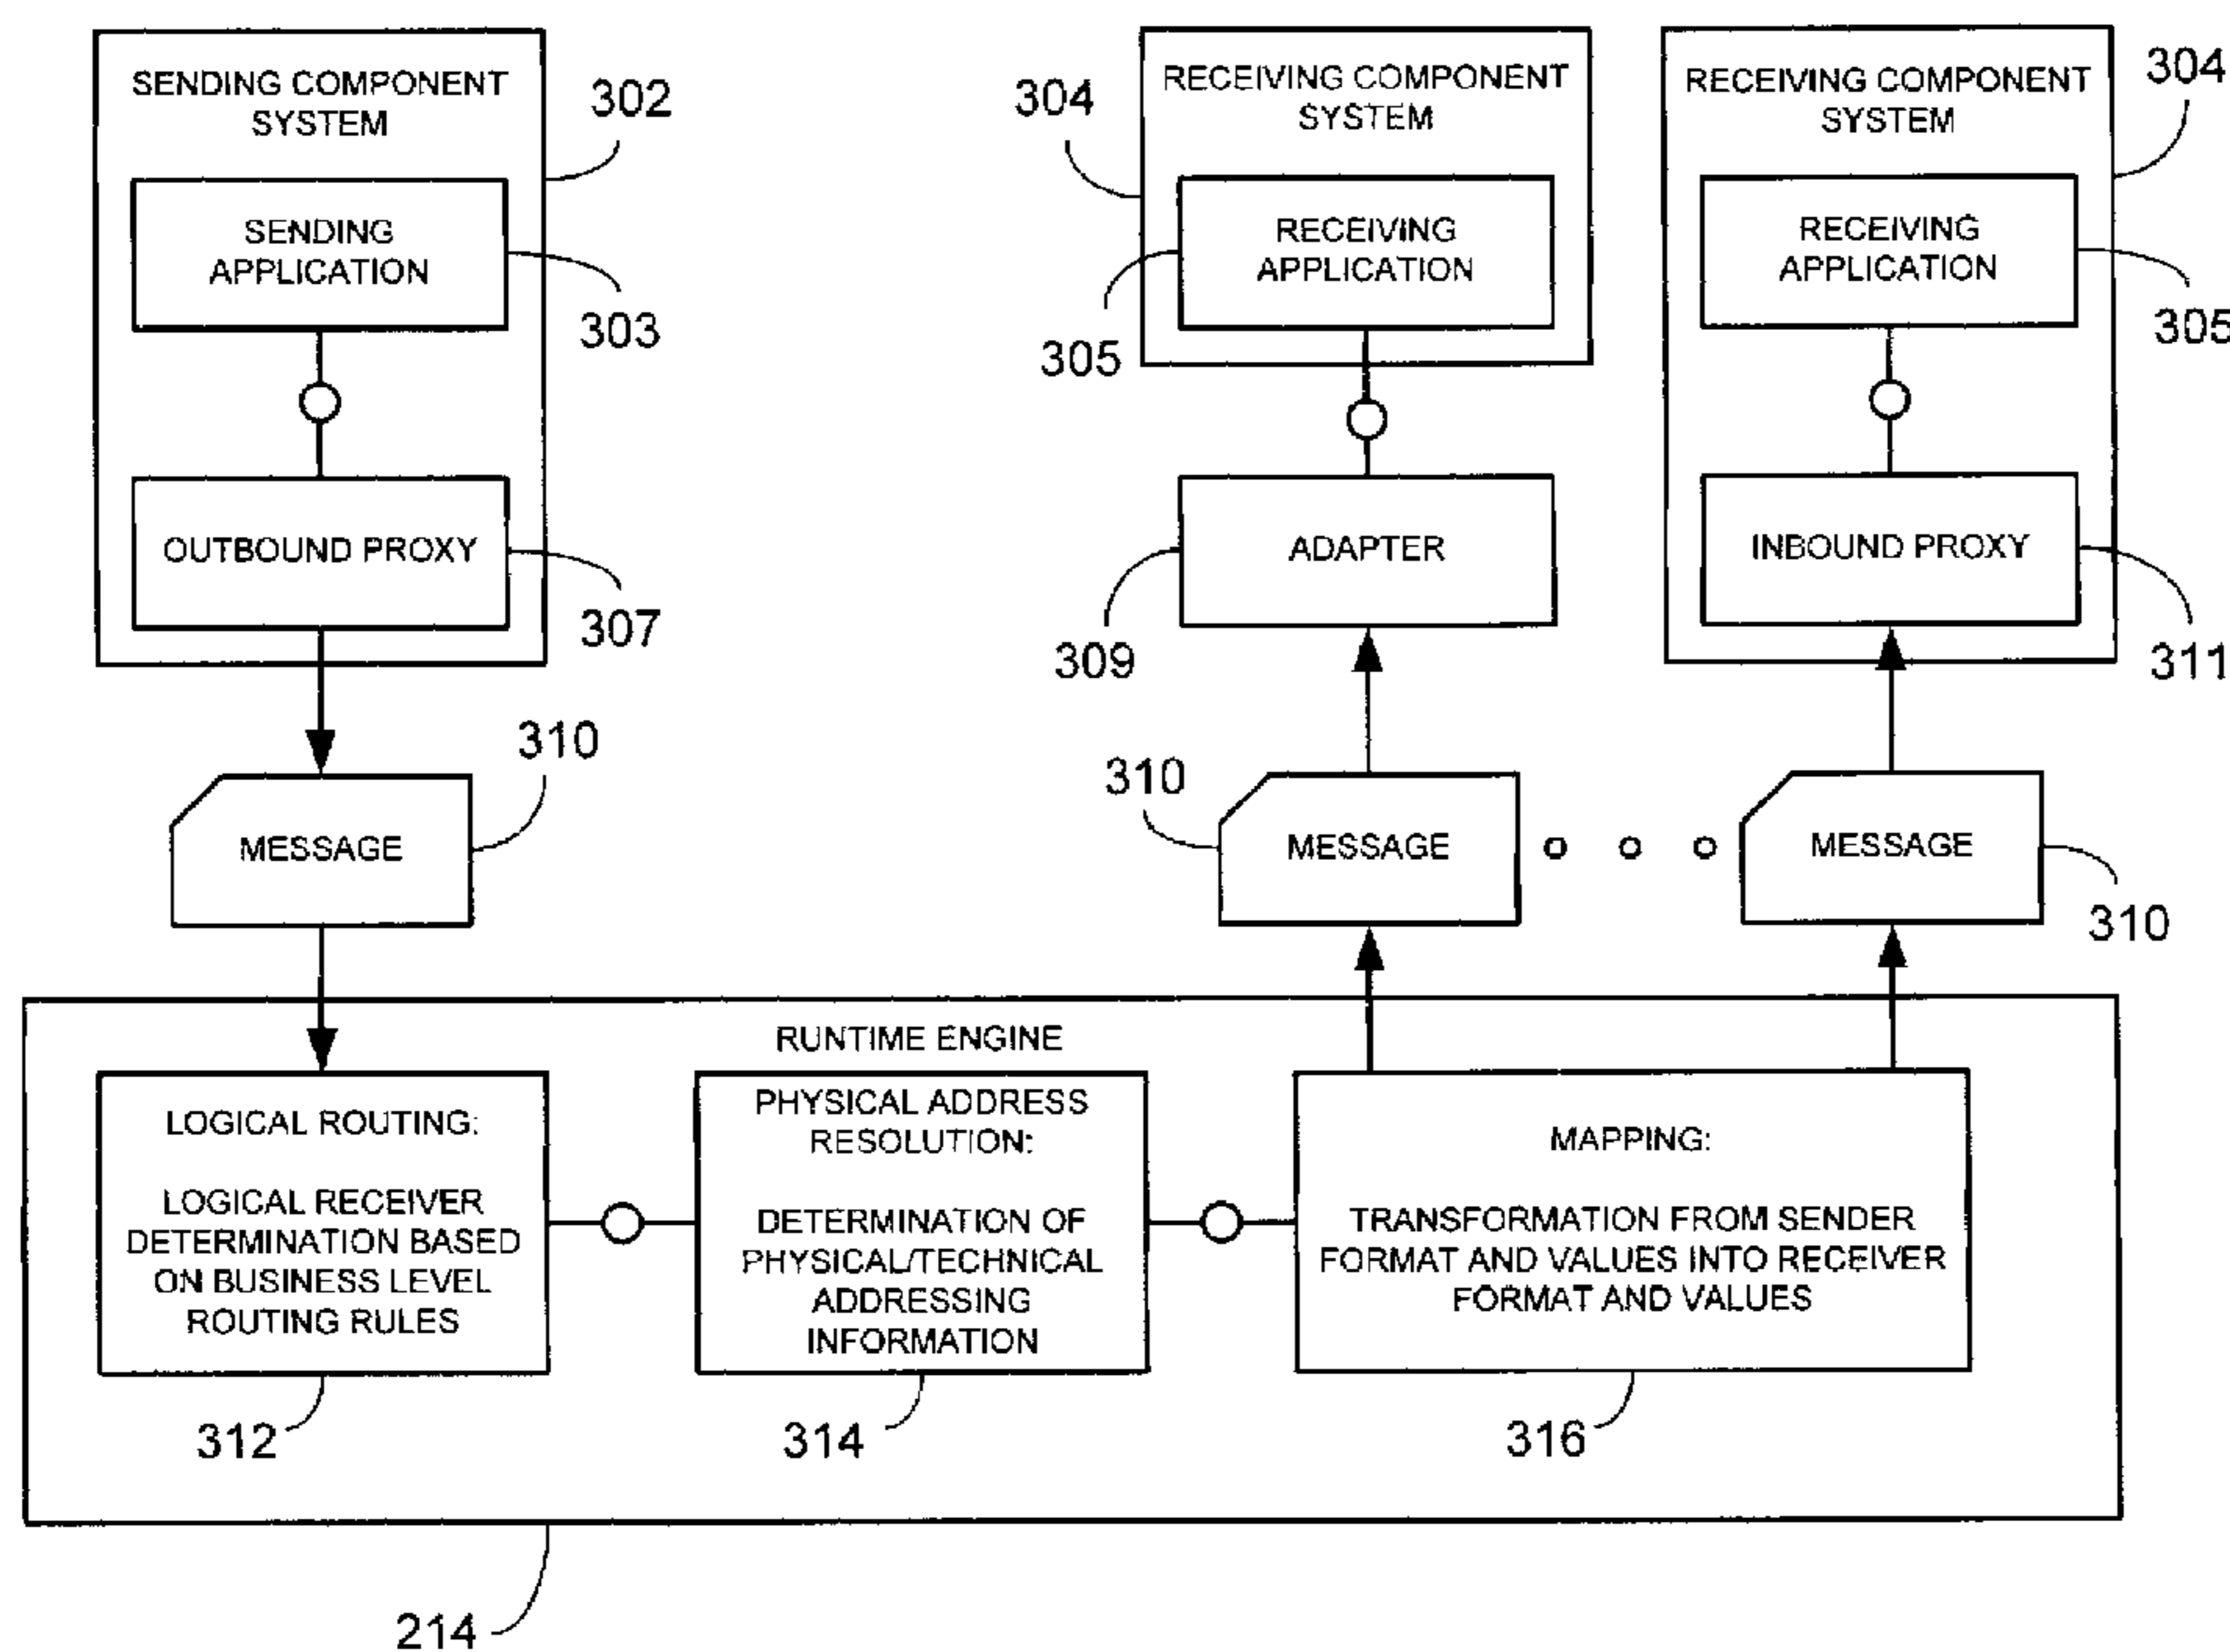 SENDING COMPONENT
SYSTEM
302
SENDING
APPLICATION
303
OUTBOUND PROXY
307
RECEIVING COMPONENT
SYSTEM
304
RECEIVING
APPLICATION
305
ADAPTER
309
RECEIVING COMPONENT
SYSTEM
304
RECEIVING
APPLICATION
305
INBOUND PROXY
311
MESSAGE
310
310
MESSAGE
MESSAGE
310
RUNTIME ENGINE
LOGICAL ROUTING:
LOGICAL RECEIVER
DETERMINATION BASED
ON BUSINESS LEVEL
ROUTING RULES
312
PHYSICAL ADDRESS
RESOLUTION:
DETERMINATION OF
PHYSICAL/TECHNICAL
ADDRESSING
INFORMATION
314
MAPPING:
TRANSFORMATION FROM SENDER
FORMAT AND VALUES INTO RECEIVER
FORMAT AND VALUES
316
214